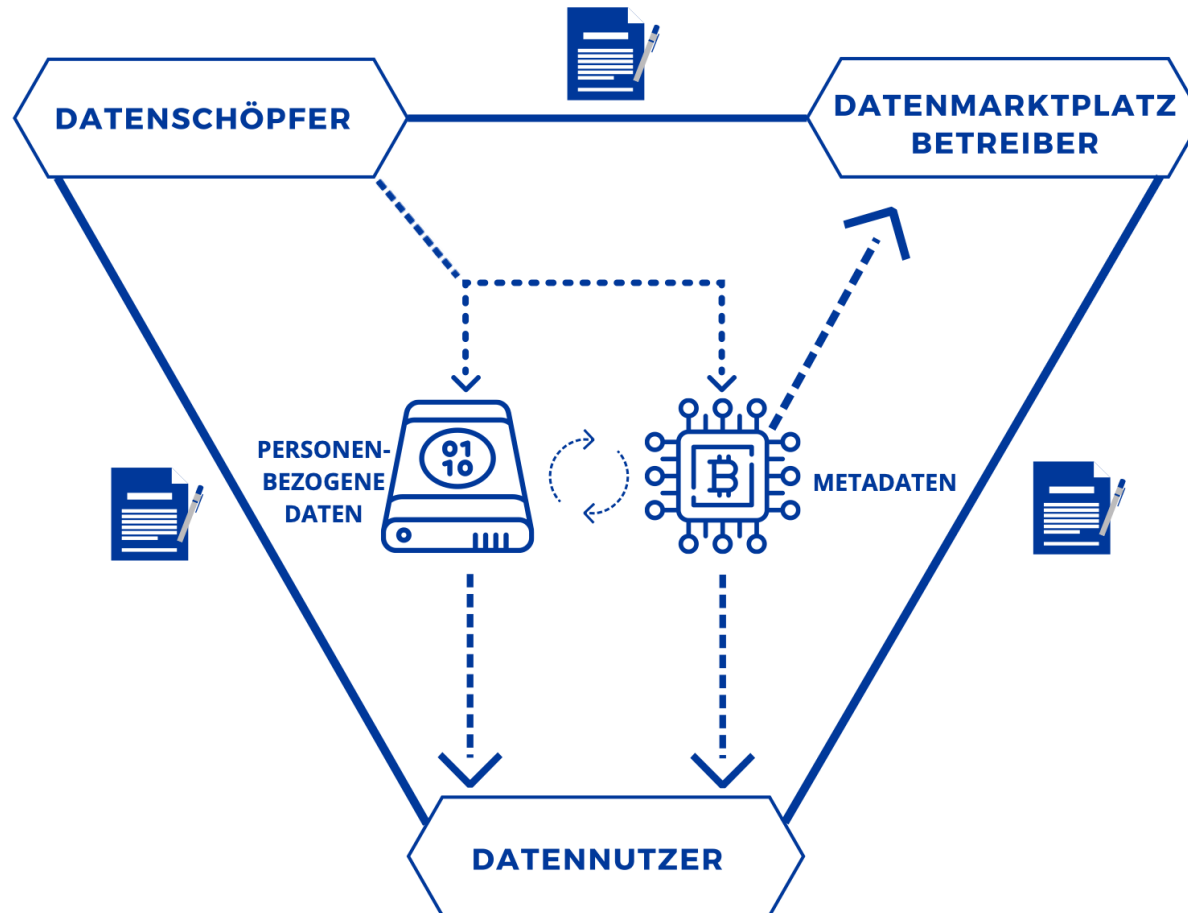 DATENSCHÖPFER
DATENMARKTPLATZ
BETREIBER
01
10
PERSONEN-
BEZOGENE
DATEN
METADATEN
DATENNUTZER